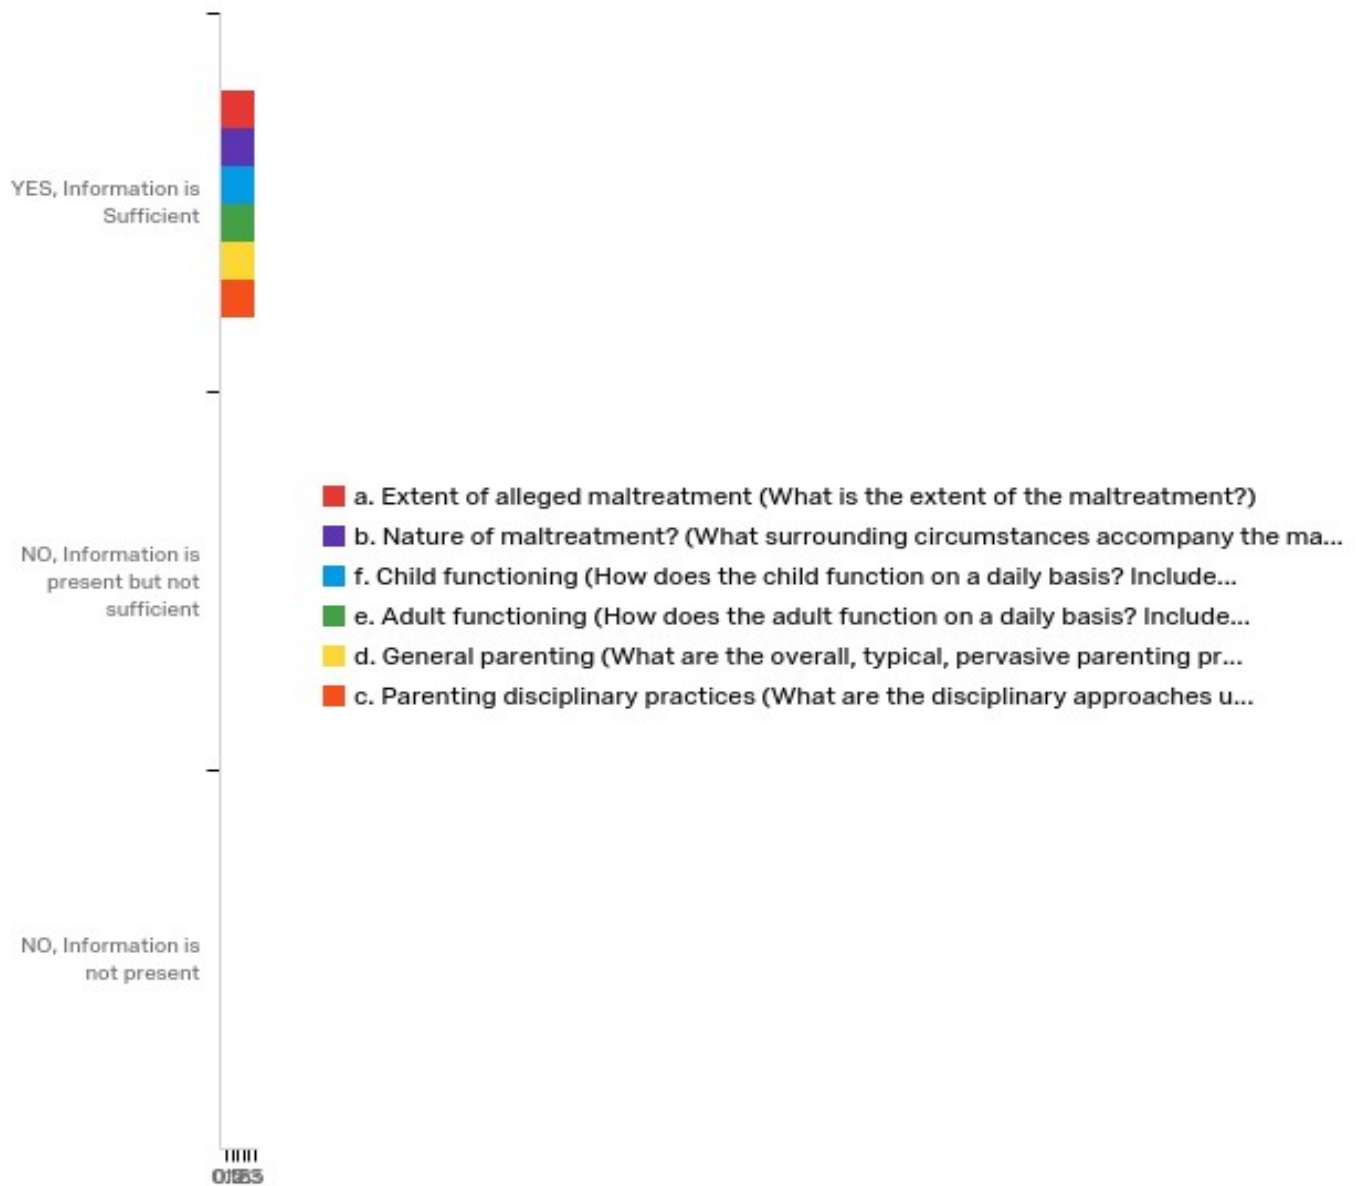 YES, Information is
Sufficient
NO, Information is
present but not
sufficient
NO, Information is
not present
a. Extent of alleged maltreatment (What is the extent of the maltreatment?)
b. Nature of maltreatment? (What surrounding circumstances accompany the ma...
f. Child functioning (How does the child function on a daily basis? Include...
e. Adult functioning (How does the adult function on a daily basis? Include...
d. General parenting (What are the overall, typical, pervasive parenting pr...
c. Parenting disciplinary practices (What are the disciplinary approaches u...